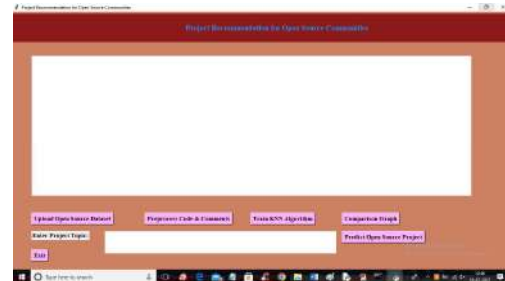 Project Recommendation for Open Source Communities
Project Recommendation for Open Source Communities
Upload Open Source Dataset
Preprocess Code & Comments
Train KNN Algorithm
Comparison Graph
Enter Project Topic
Predict Open Source Project
Exit
Type here to search